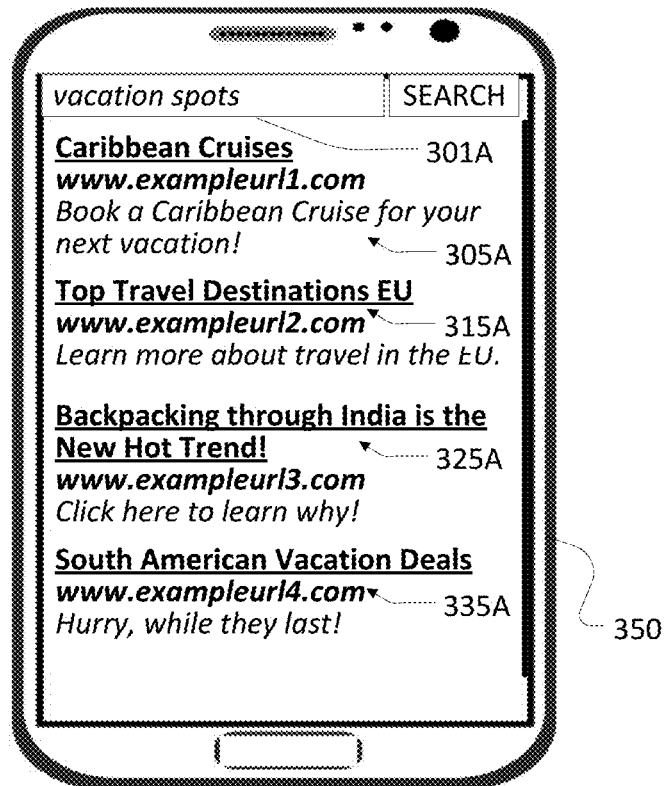 vacation spots SEARCH
301A
Caribbean Cruises
www.exampleurl1.com
Book a Caribbean Cruise for your
next vacation!
305A
Top Travel Destinations EU
www.exampleurl2.com
315A
Learn more about travel in the EU.
Backpacking through India is the
New Hot Trend!
325A
www.exampleurl3.com
Click here to learn why!
South American Vacation Deals
www.exampleurl4.com
335A
Hurry, while they last!
350